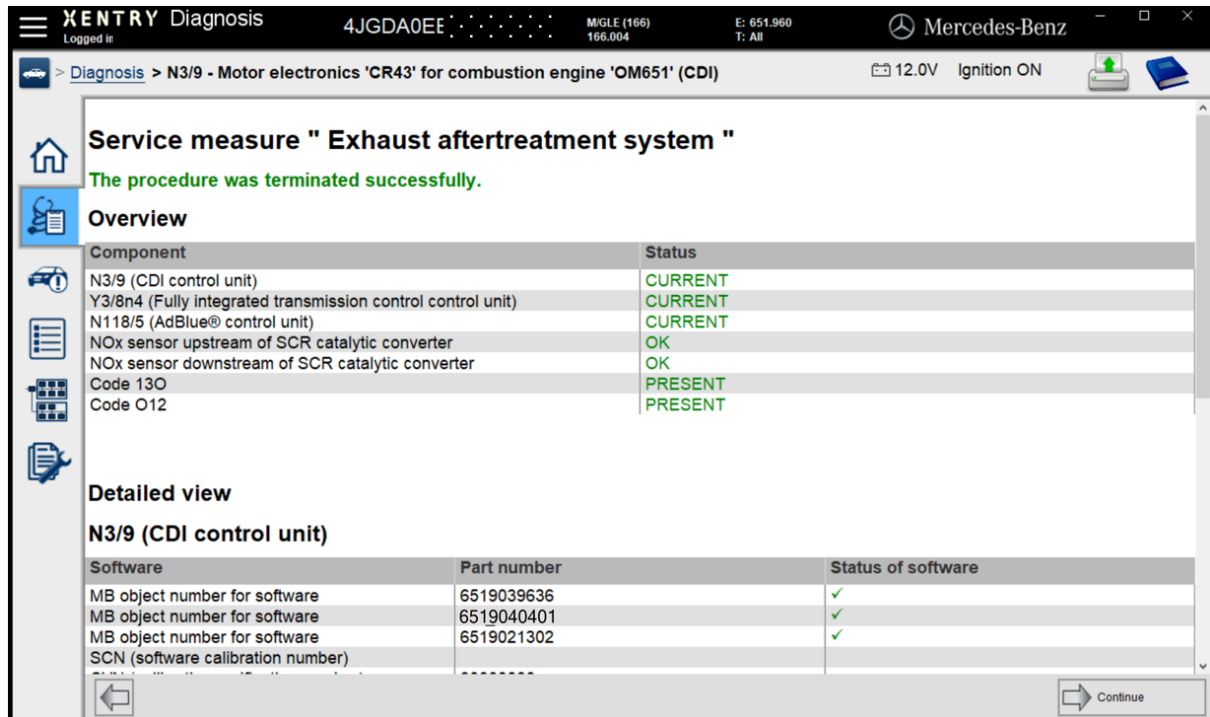 XENTRY Diagnosis
Logged in
4JGDA0EE
M/GLE (166)
166.004
E: 651.960
T: All
Mercedes-Benz
> Diagnosis > N3/9 - Motor electronics 'CR43' for combustion engine 'OM651' (CDI)
12.0V Ignition ON
Service measure " Exhaust aftertreatment system "
The procedure was terminated successfully.
Overview
Component Status
N3/9 (CDI control unit) CURRENT
Y3/8n4 (Fully integrated transmission control control unit) CURRENT
N118/5 (AdBlue® control unit) CURRENT
NOx sensor upstream of SCR catalytic converter OK
NOx sensor downstream of SCR catalytic converter OK
Code 13O PRESENT
Code O12 PRESENT
Detailed view
N3/9 (CDI control unit)
Software Part number Status of software
MB object number for software 6519039636 ✓
MB object number for software 6519040401 ✓
MB object number for software 6519021302 ✓
SCN (software calibration number)
Continue